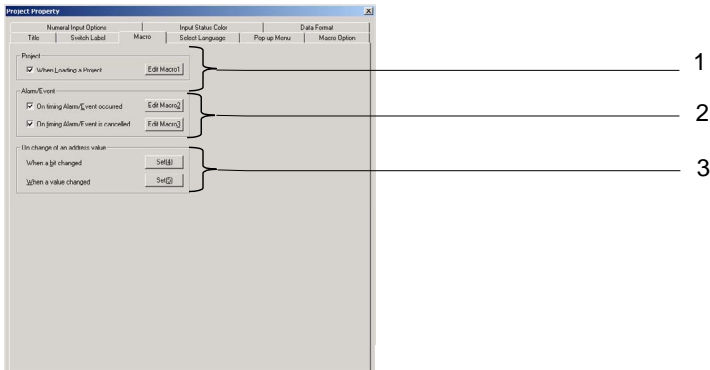 Project Property
Numeral Input Options Input Status Color Data Format
Title Switch Label Macro Select Language Pop up Menu Macro Option
Project
When Loading a Project Edit Macro1
1
Alarm/Event
On timing Alarm/Event occurred Edit Macro2
2
On timing Alarm/Event is cancelled Edit Macro3
On change of an address value
When a bit changed Set(4)
3
When a value changed Set(5)